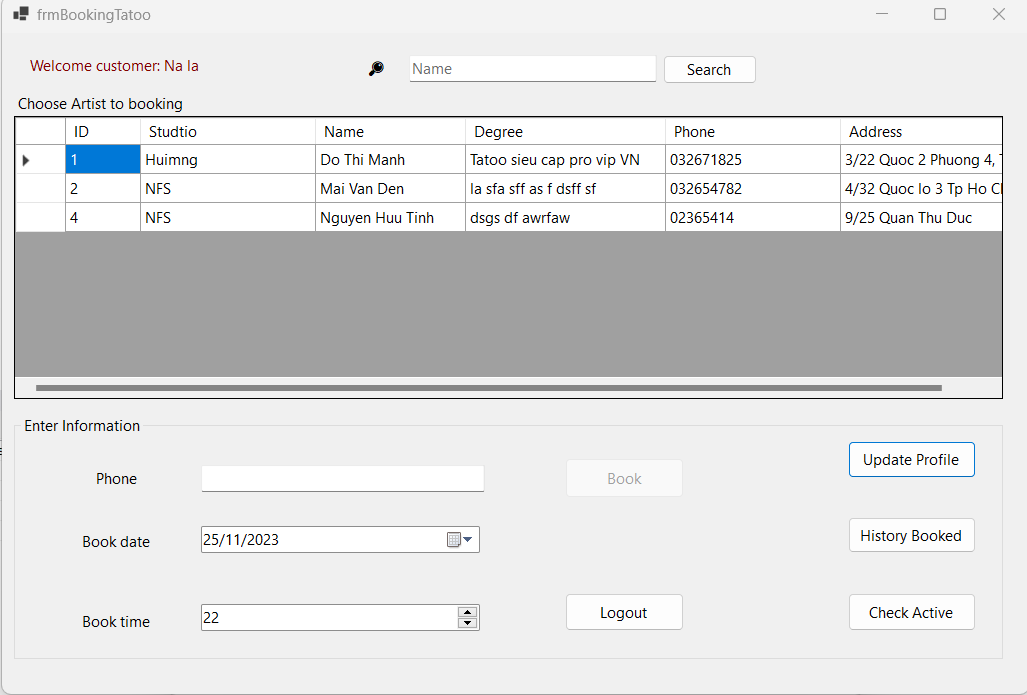 frmBookingTatoo
Welcome customer: Na la
Name
Search
Choose Artist to booking
ID Studtio Name Degree Phone Address
1 Huimng Do Thi Manh Tatoo sieu cap pro vip VN 032671825 3/22 Quoc 2 Phuong 4,
2 NFS Mai Van Den la sfa sff as f dsff sf 032654782 4/32 Quoc lo 3 Tp Ho
4 NFS Nguyen Huu Tinh dsgs df awrfaw 02365414 9/25 Quan Thu Duc
Enter Information
Phone
Book
Update Profile
Book date 25/11/2023
History Booked
Book time 22
Logout
Check Active